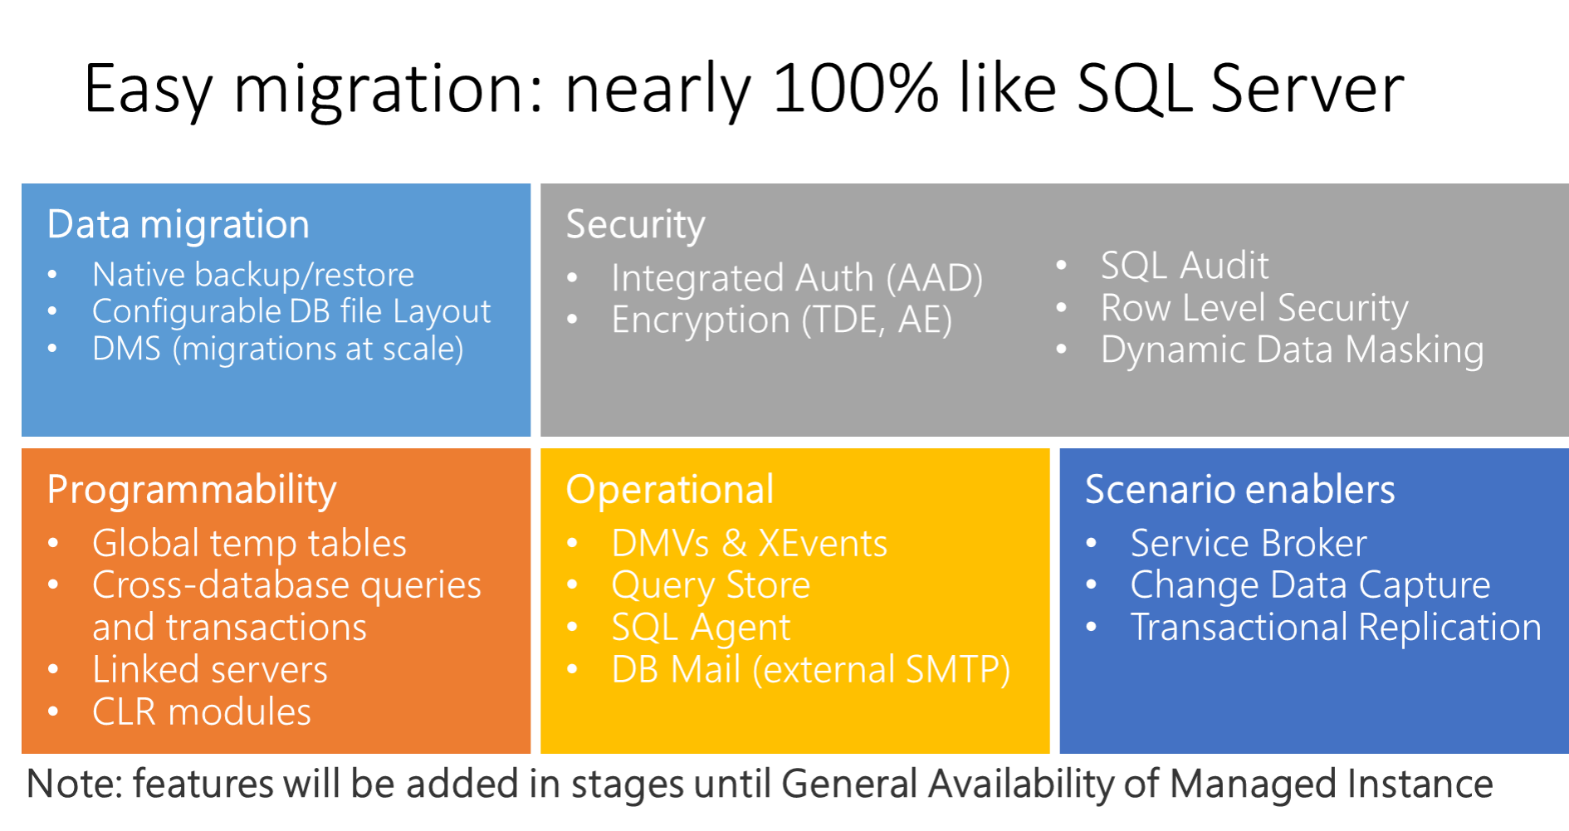 Easy migration: nearly 100% like SQL Server
Data migration
• Native backup/restore
• Configurable DB file Layout
• DMS (migrations at scale)
Security
• Integrated Auth (AAD)
• Encryption (TDE, AE)
• SQL Audit
• Row Level Security
• Dynamic Data Masking
Programmability
• Global temp tables
• Cross-database queries
and transactions
• Linked servers
• CLR modules
Operational
• DMVs & XEvents
• Query Store
• SQL Agent
• DB Mail (external SMTP)
Scenario enablers
• Service Broker
• Change Data Capture
• Transactional Replication
Note: features will be added in stages until General Availability of Managed Instance